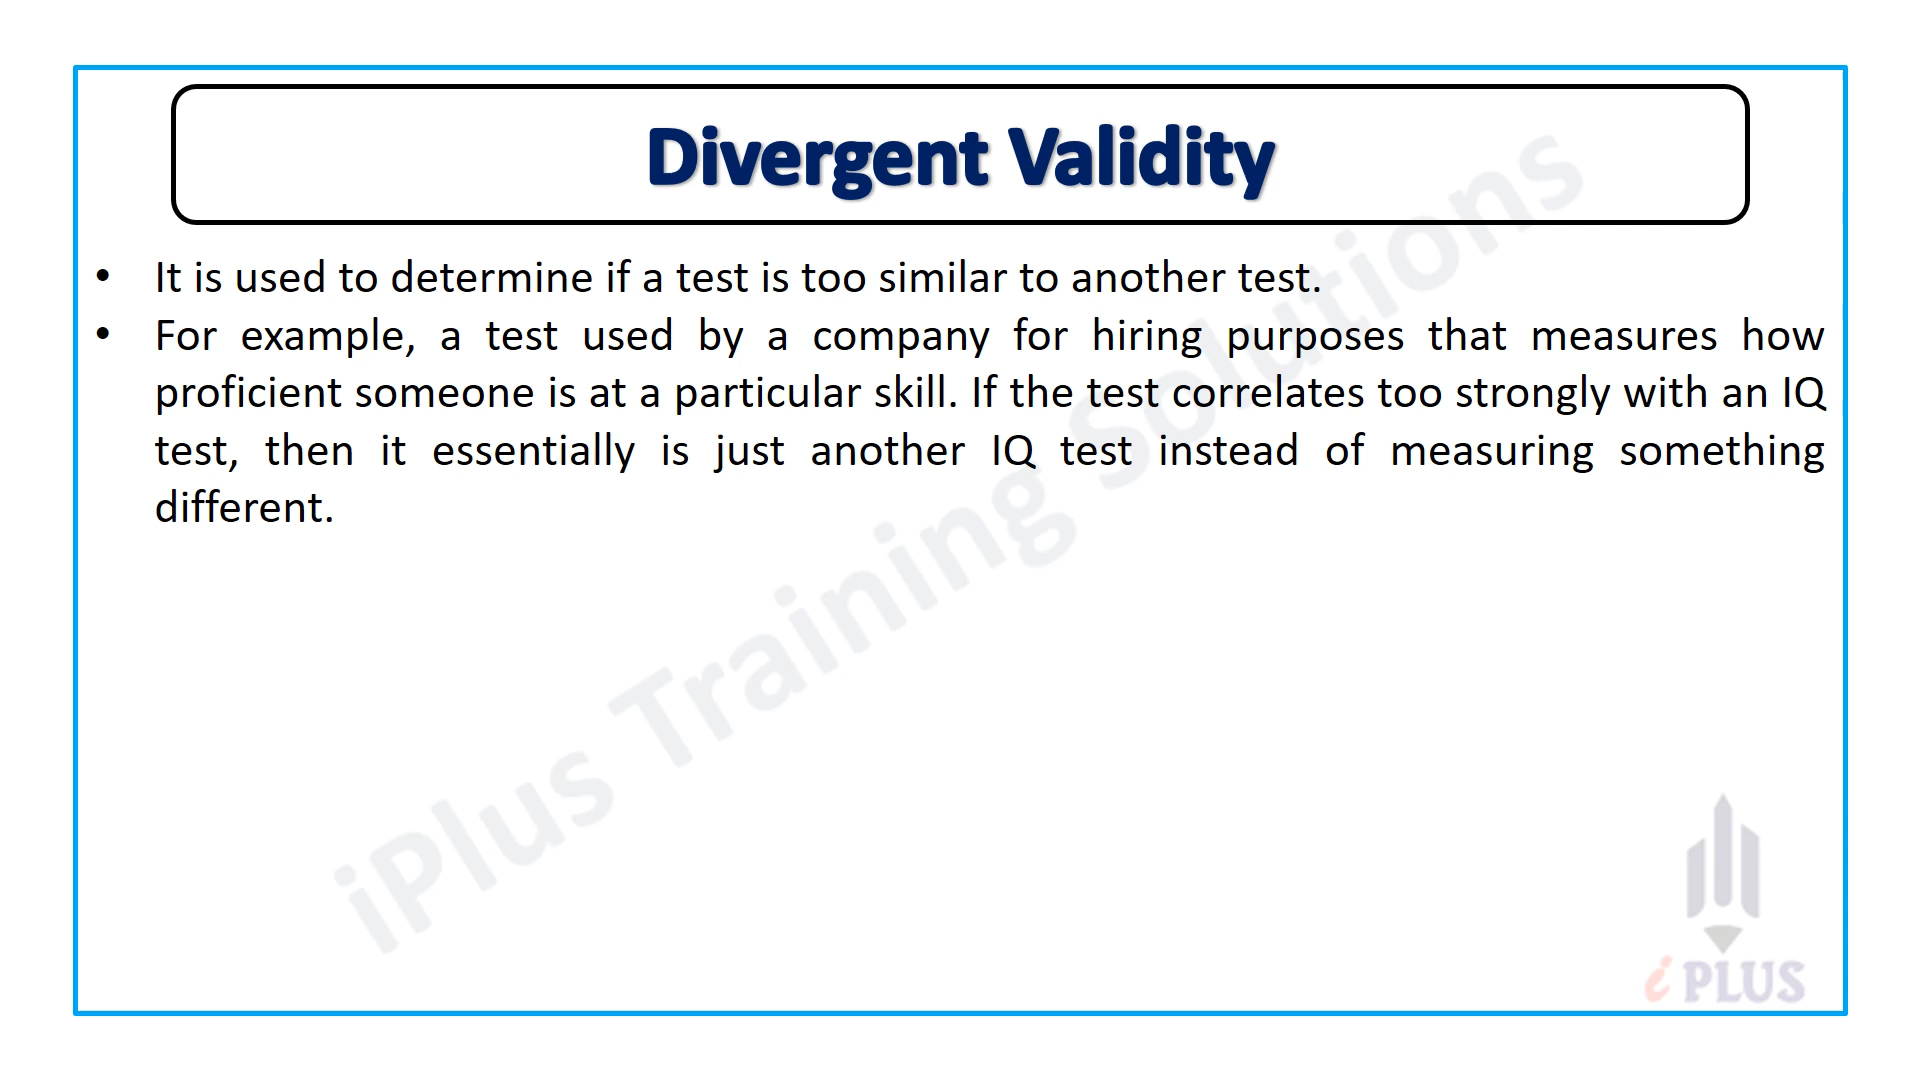 Divergent Validity
• It is used to determine if a test is too similar to another test.
• For example, a test used by a company for hiring purposes that measures how
proficient someone is at a particular skill. If the test correlates too strongly with an IQ
test, then it essentially is just another IQ test instead of measuring something
different.
iPlus Training Solutions
i PLUS